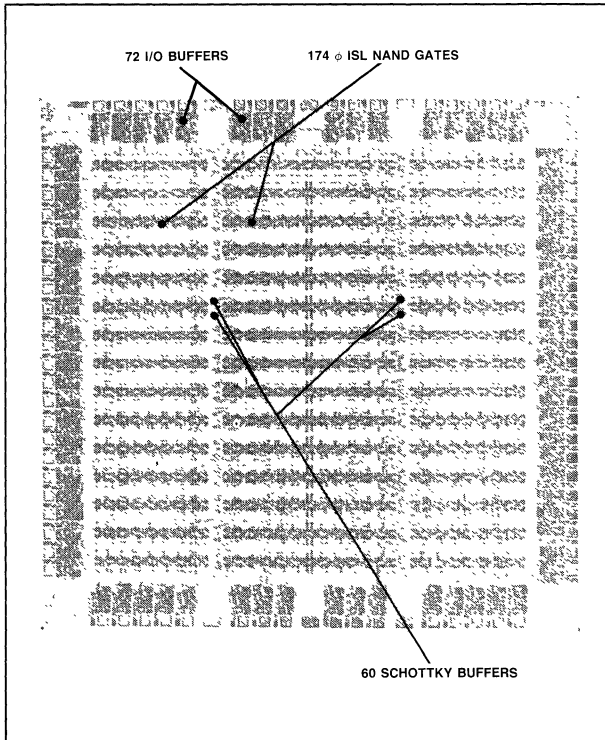 72 I/O BUFFERS
174 ϕ ISL NAND GATES
60 SCHOTTKY BUFFERS